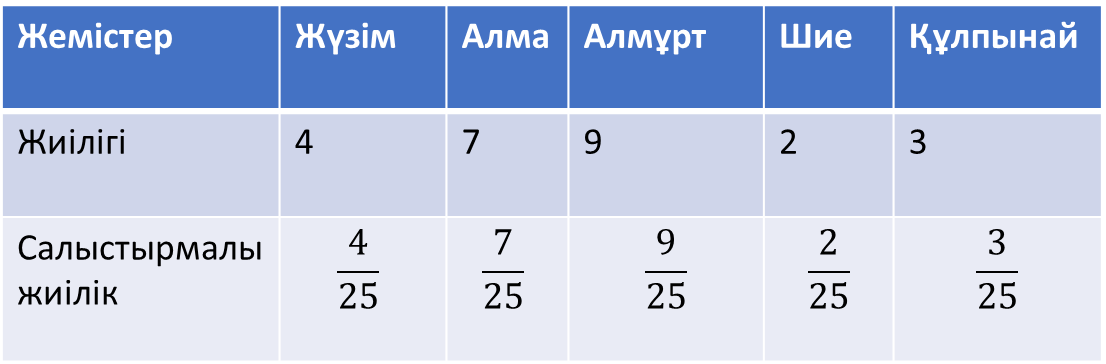 Жемістер Жүзім Алма Алмұрт Шие Құлпынай
Жиілігі 4 7 9 2 3
Салыстырмалы жиілік 4/25 7/25 9/25 2/25 3/25